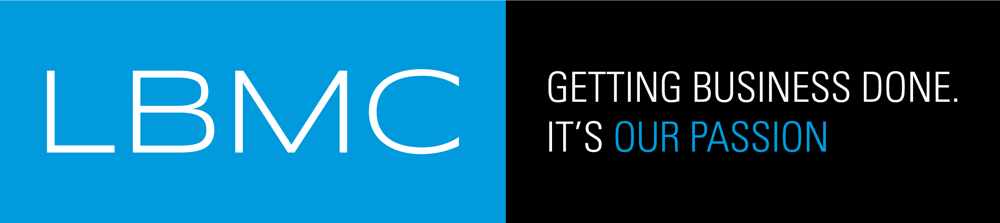 LBMC
GETTING BUSINESS DONE.
IT’S OUR PASSION